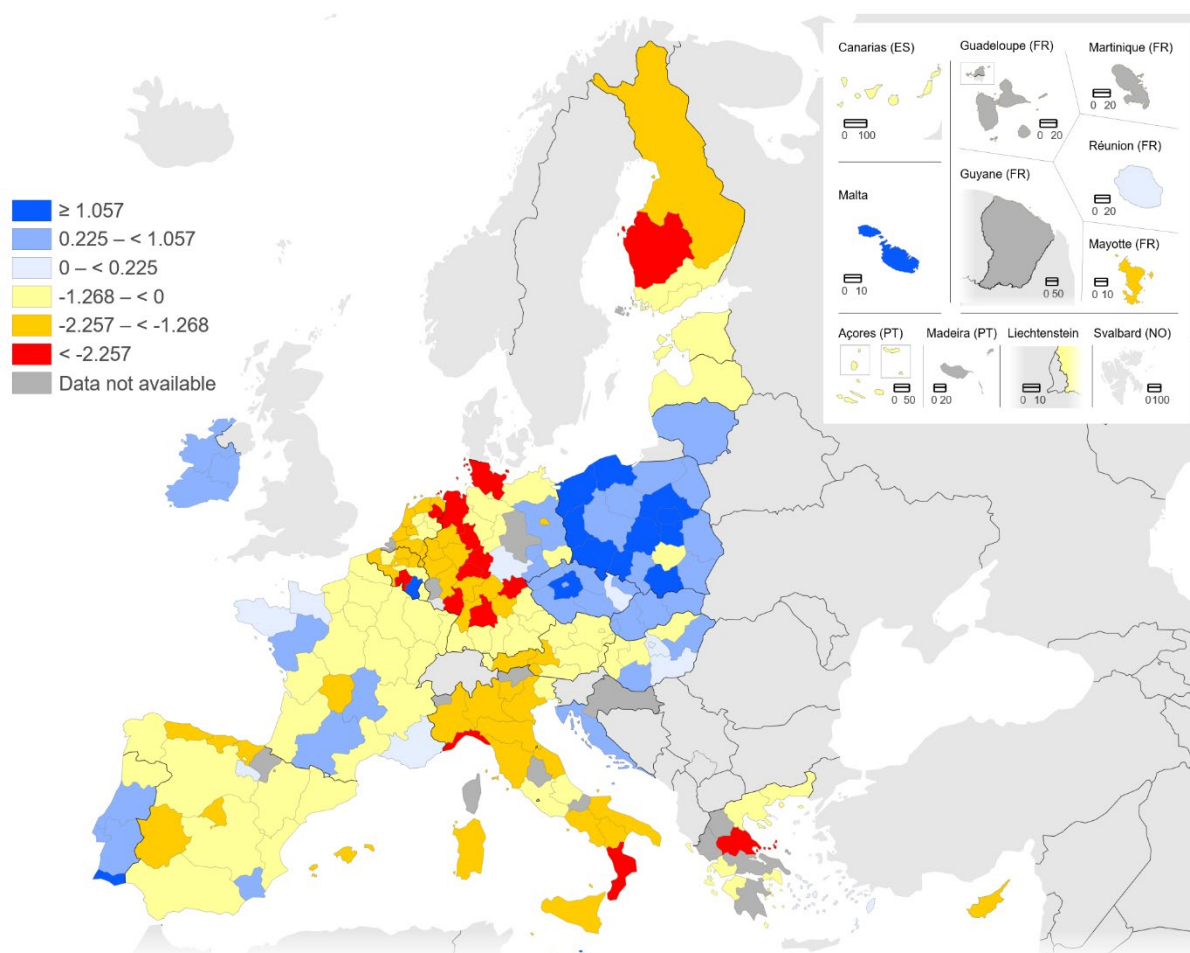 ≥ 1.057
0.225 – < 1.057
0 – < 0.225
-1.268 – < 0
-2.257 – < -1.268
< -2.257
Data not available
Canarias (ES)
0 100
Guadeloupe (FR)
0 20
Martinique (FR)
0 20
Réunion (FR)
0 20
Malta
0 10
Guyane (FR)
0 50
Mayotte (FR)
0 10
Açores (PT)
0 50
Madeira (PT)
0 20
Liechtenstein
0 10
Svalbard (NO)
0 100